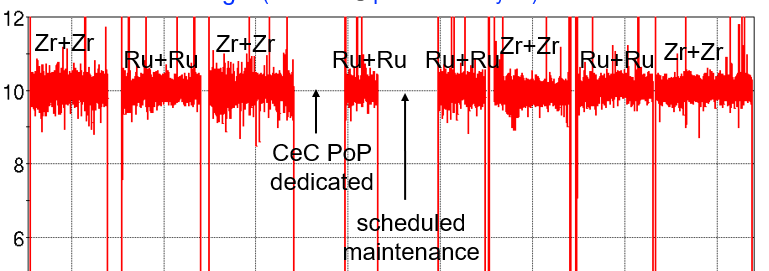 12
Zr+Zr
Ru+Ru
Zr+Zr
Ru+Ru
Ru+Ru
Zr+Zr
Ru+Ru
Zr+Zr
10
CeC PoP
dedicated
8
scheduled
maintenance
6